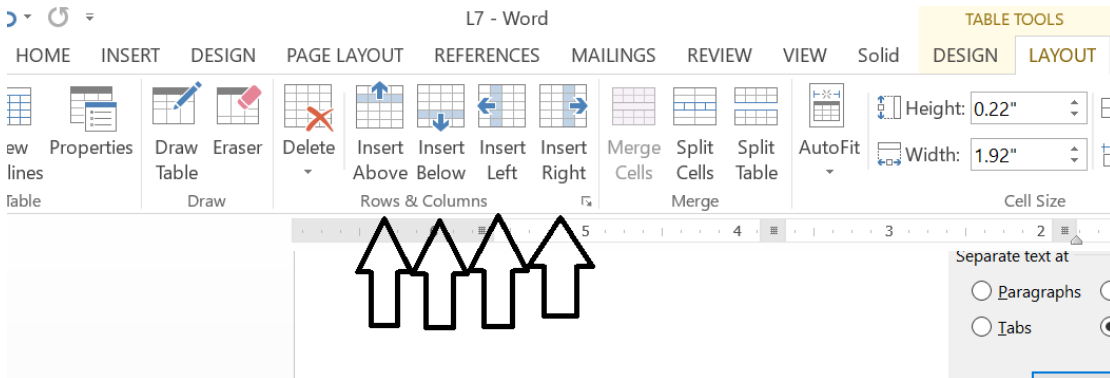 L7 - Word
TABLE TOOLS
HOME INSERT DESIGN PAGE LAYOUT REFERENCES MAILINGS REVIEW VIEW Solid DESIGN LAYOUT
Height: 0.22"
ew Properties Draw Eraser Delete Insert Insert Insert Insert Merge Split Split AutoFit Width: 1.92"
lines Table Above Below Left Right Cells Cells Table
Table Draw Rows & Columns Merge Cell Size
5 4 3 2
Separate text at
Paragraphs
Tabs